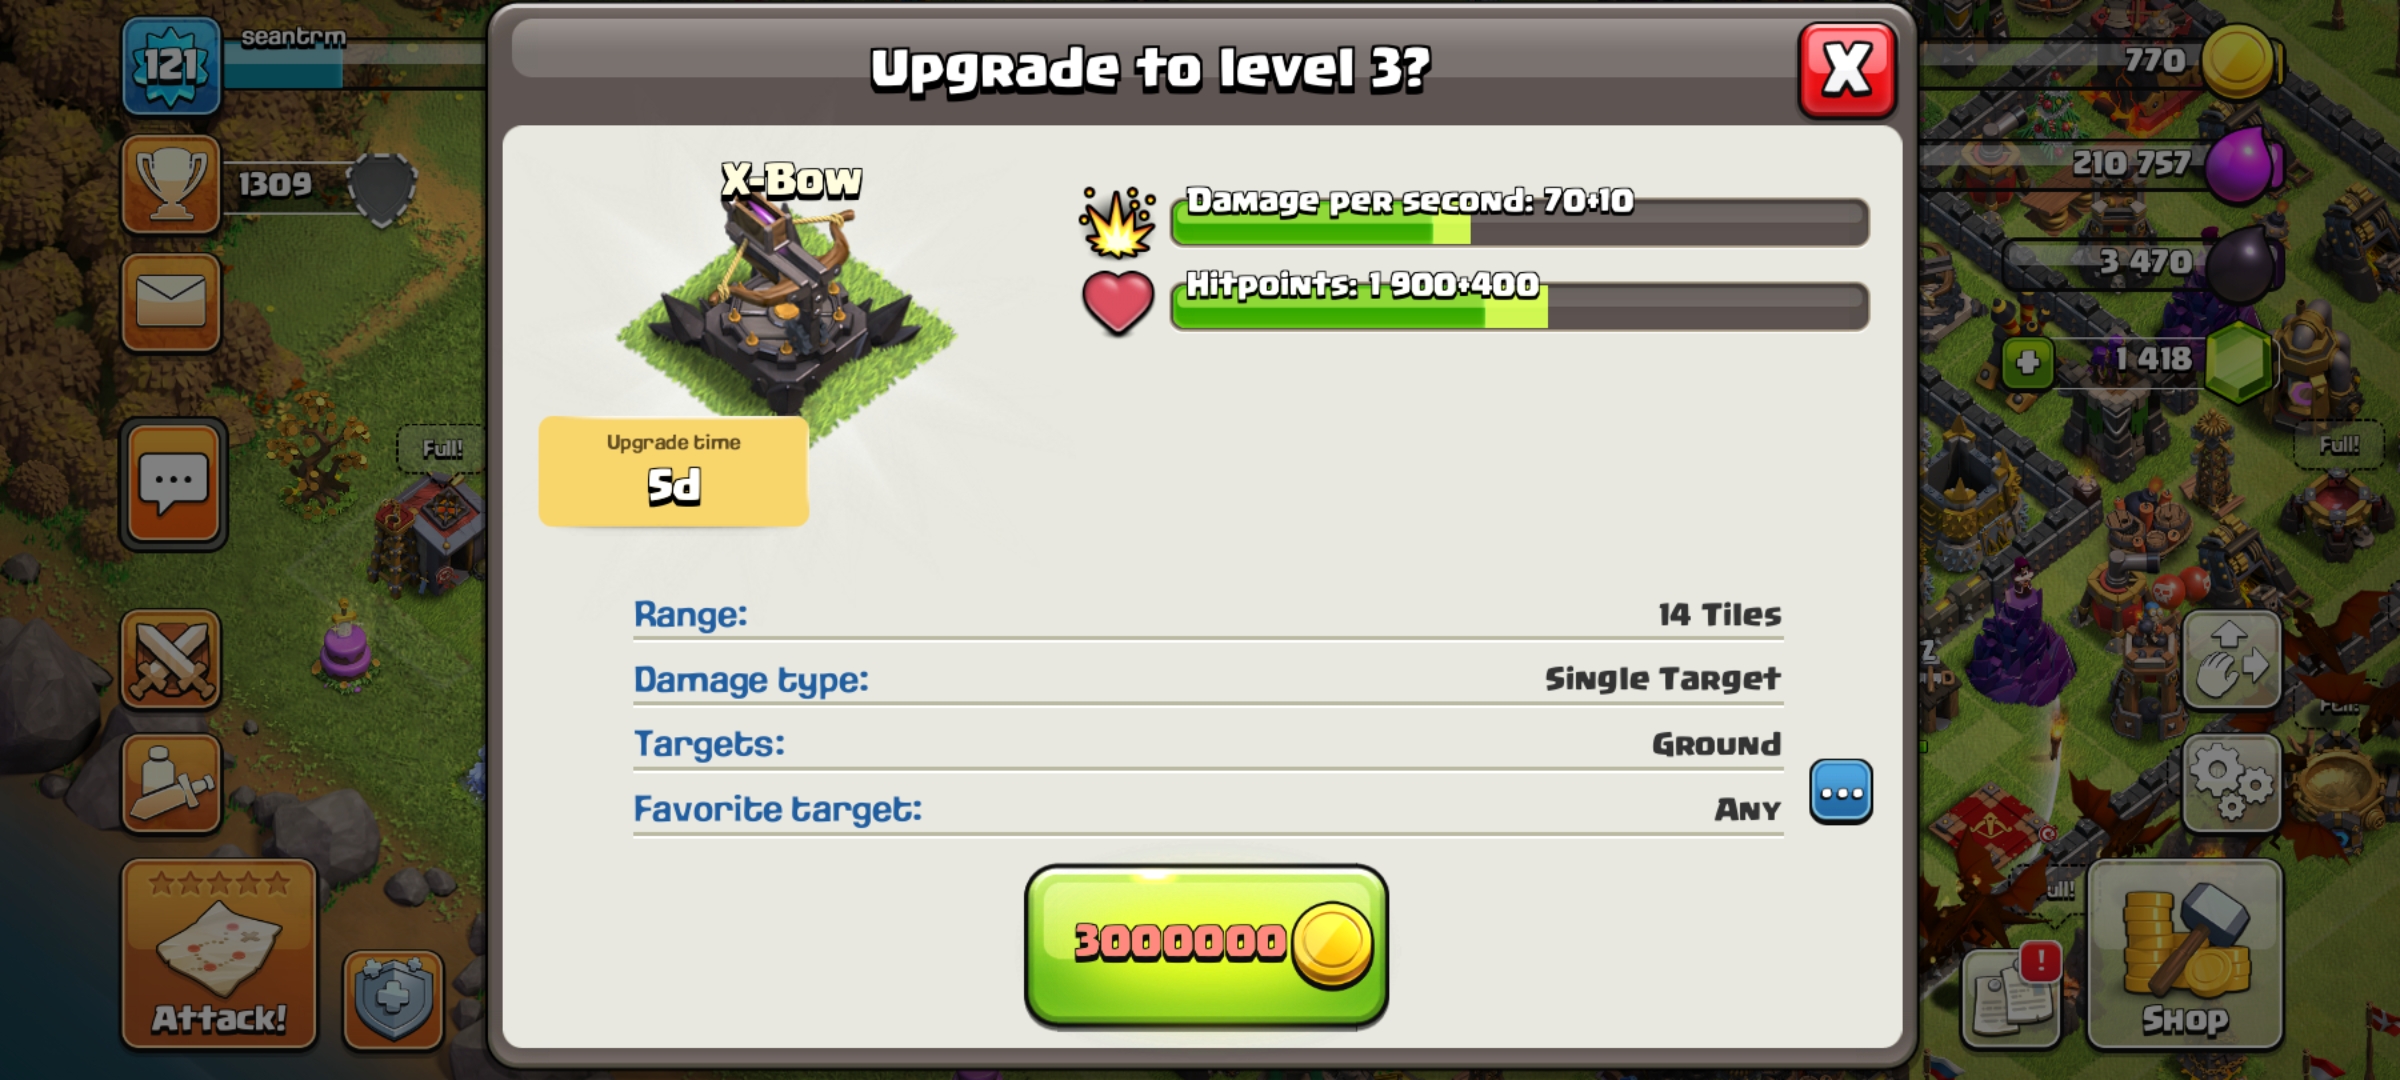 121
seantrm
Upgrade to level 3?
X
770
1309
210 757
3 470
1 418
X-Bow
Damage per second: 70+10
Hitpoints: 1 900+400
Upgrade time
5d
Full!
Full!
Range: 14 Tiles
Damage type: Single Target
Targets: Ground
Favorite target: Any
3000000
Attack!
Shop